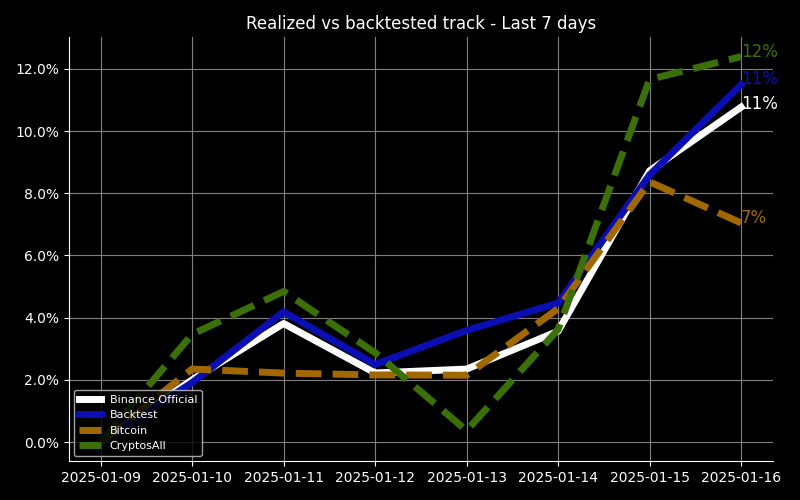 Realized vs backtested track - Last 7 days
12.0%
10.0%
8.0%
6.0%
4.0%
2.0%
0.0%
12%
11%
11%
7%
Binance Official
Backtest
Bitcoin
CryptosAll
2025-01-09 2025-01-10 2025-01-11 2025-01-12 2025-01-13 2025-01-14 2025-01-15 2025-01-16